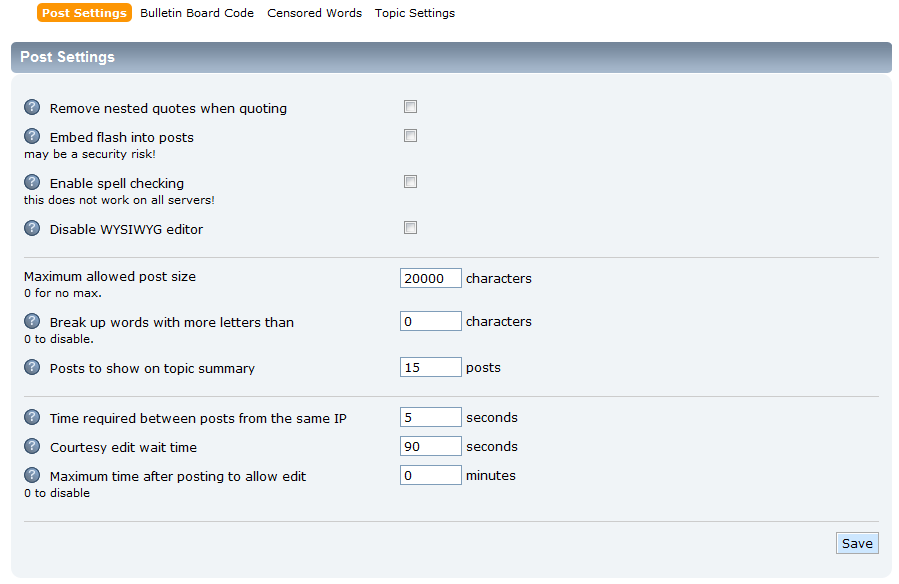 Post Settings Bulletin Board Code Censored Words Topic Settings
Post Settings
? Remove nested quotes when quoting
? Embed flash into posts
may be a security risk!
? Enable spell checking
this does not work on all servers!
? Disable WYSIWYG editor
Maximum allowed post size 20000 characters
0 for no max.
? Break up words with more letters than 0 characters
0 to disable.
? Posts to show on topic summary 15 posts
? Time required between posts from the same IP 5 seconds
? Courtesy edit wait time 90 seconds
? Maximum time after posting to allow edit 0 minutes
0 to disable
Save